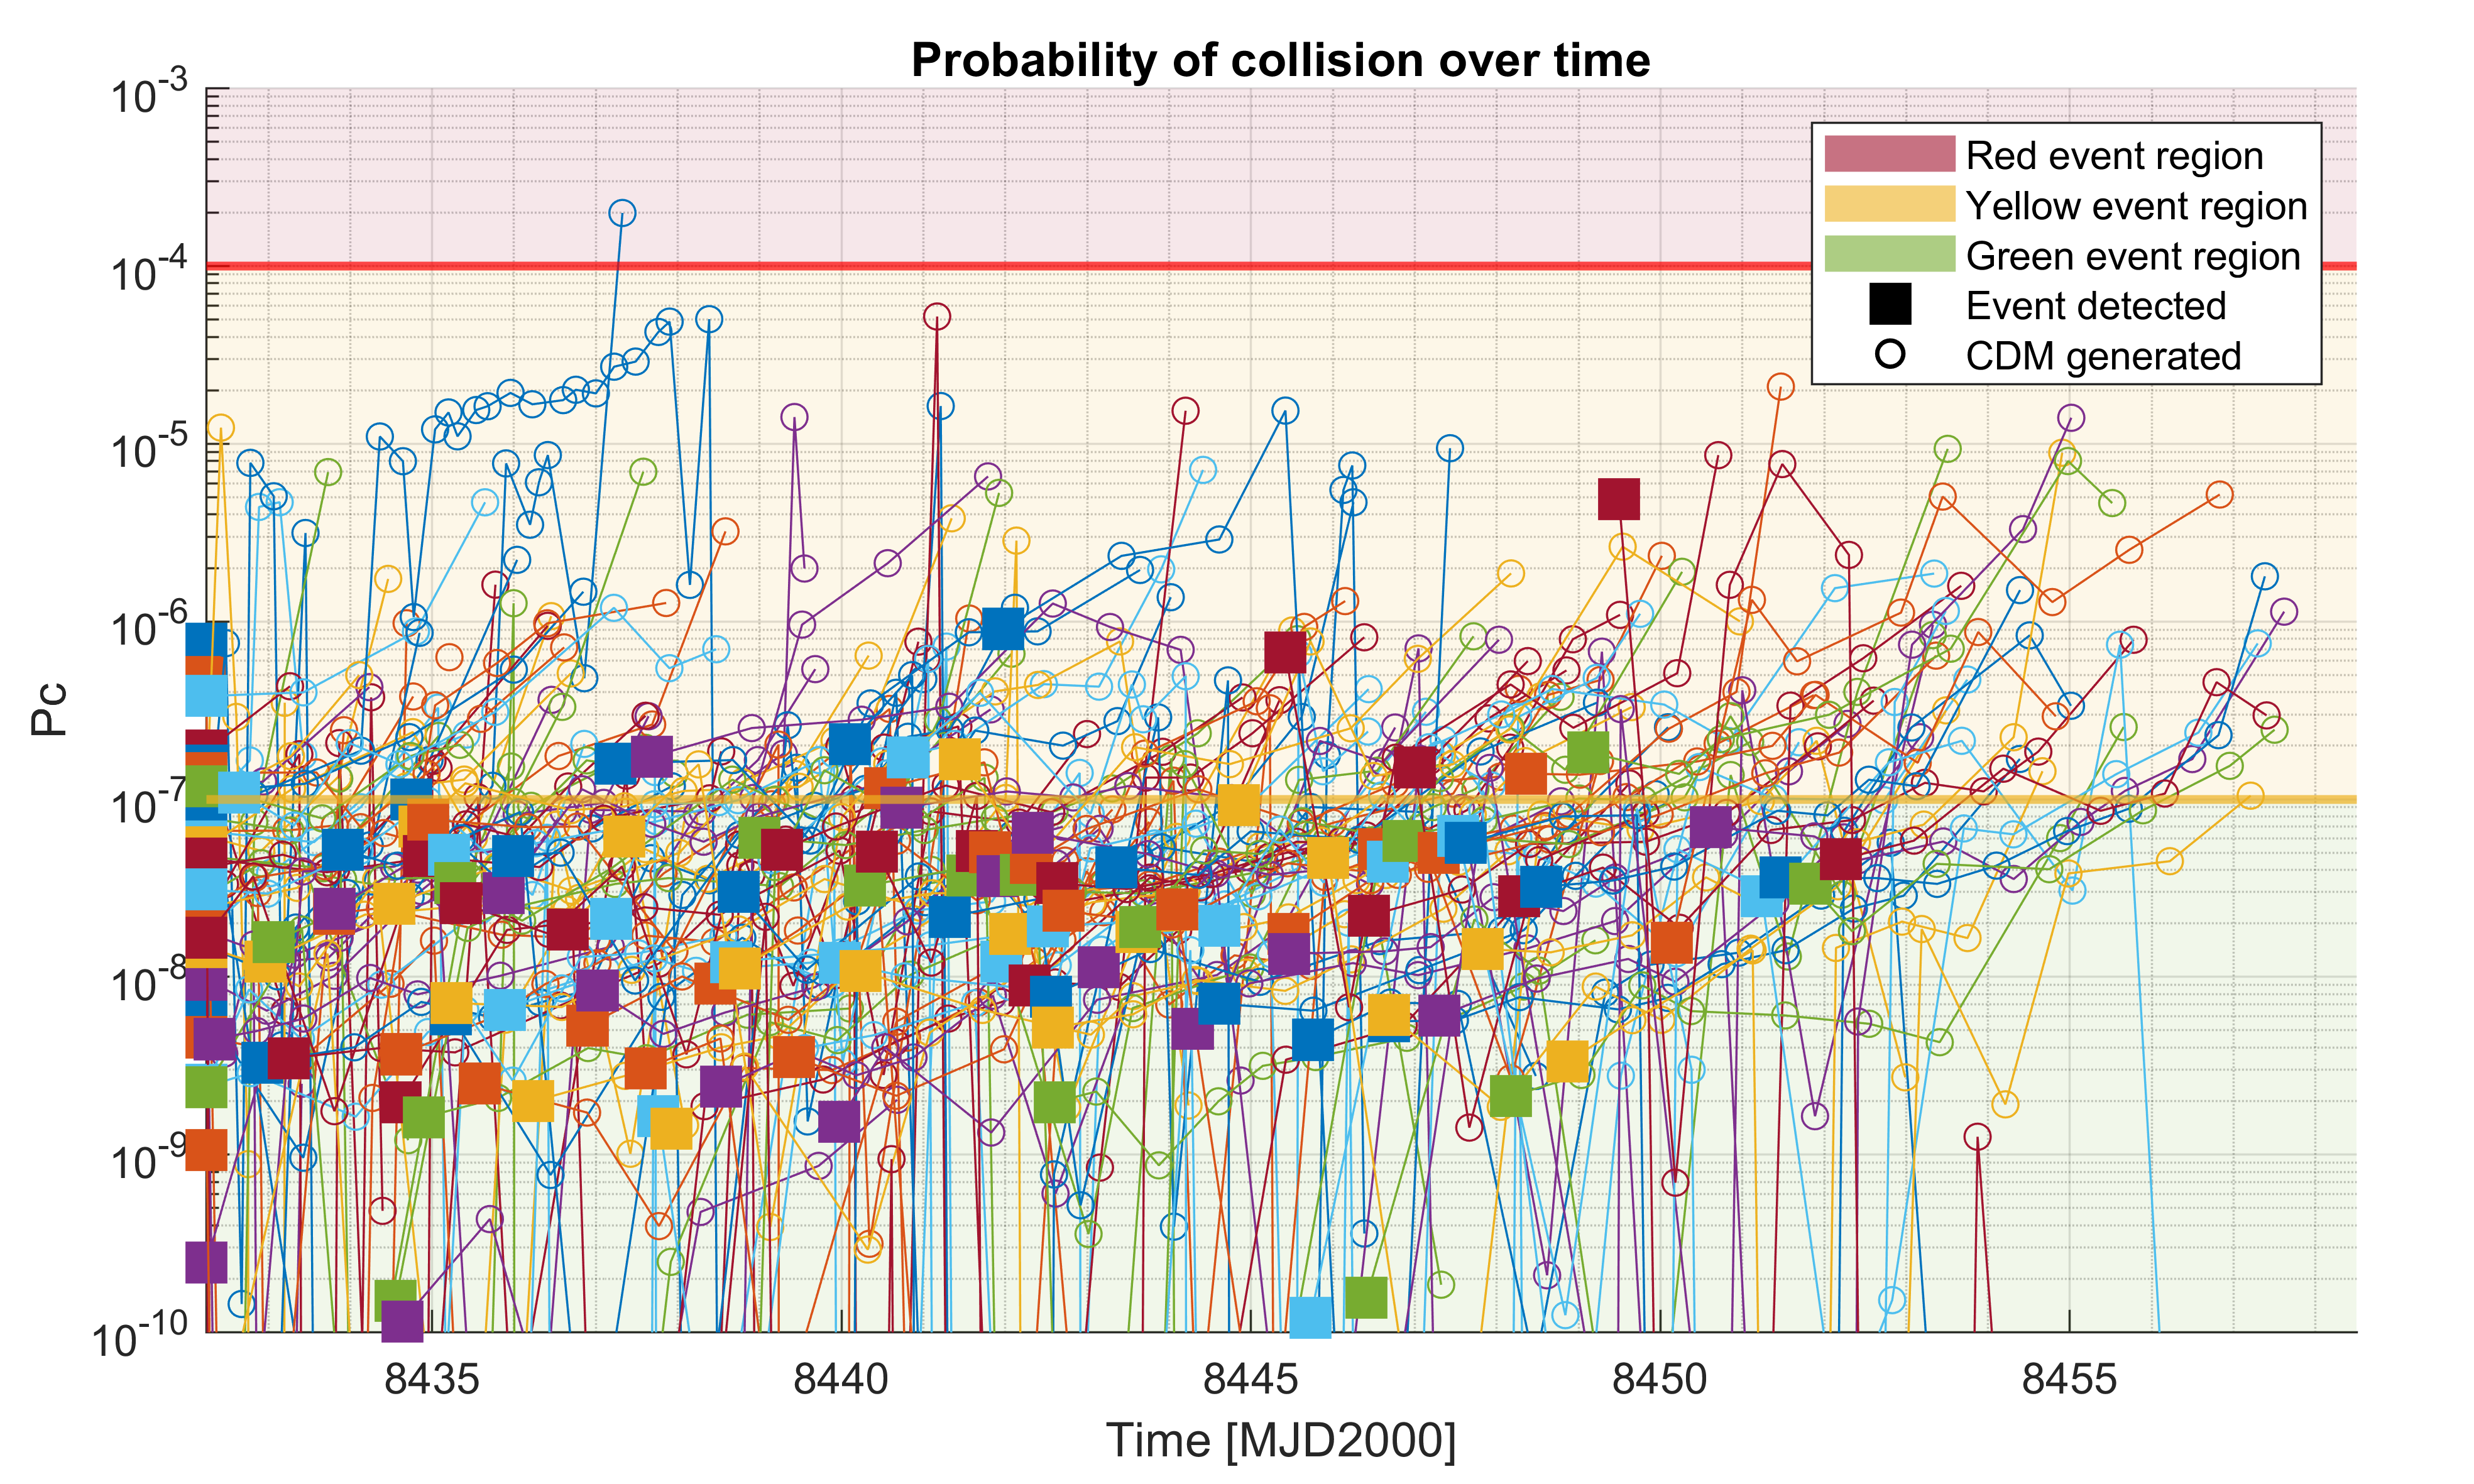 Probability of collision over time
10^-3
10^-4
10^-5
10^-6
10^-7
10^-8
10^-9
10^-10
Pc
Red event region
Yellow event region
Green event region
Event detected
CDM generated
8435 8440 8445 8450 8455
Time [MJD2000]